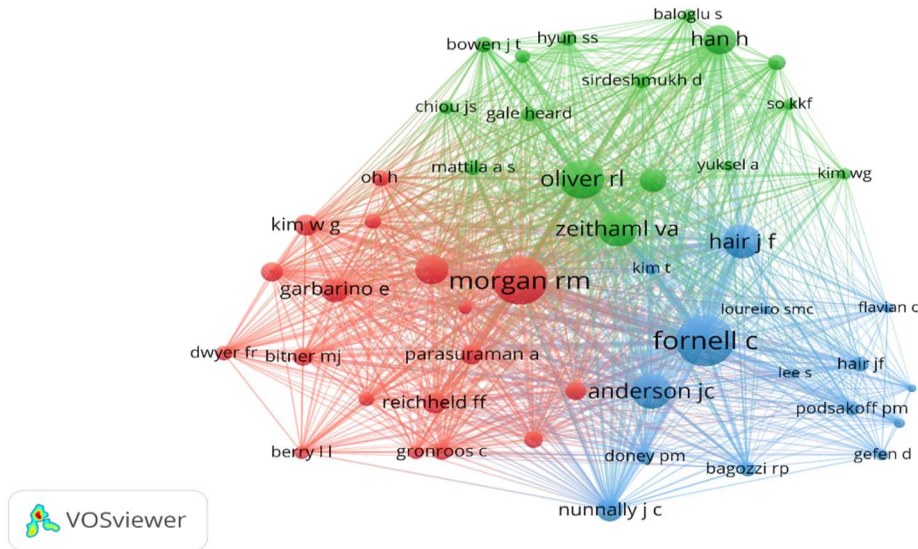 baloglu s
bowen j t
hyun ss
han h
sirdeshmukh d
chiou js
gale heard
so kkf
mattila a s
yuksel a
oh h
oliver rl
kim wg
kim w g
zeithaml va
hair j f
kim t
morgan rm
garbarino e
loureiro smc
flavian c
fornell c
dwyer fr
bitner mj
parasuraman a
hair jf
lee s
anderson jc
reichheld ff
podsakoff pm
berry l l
gronroos c
doney pm
bagozzi rp
gefen d
nunnally j c
VOSviewer